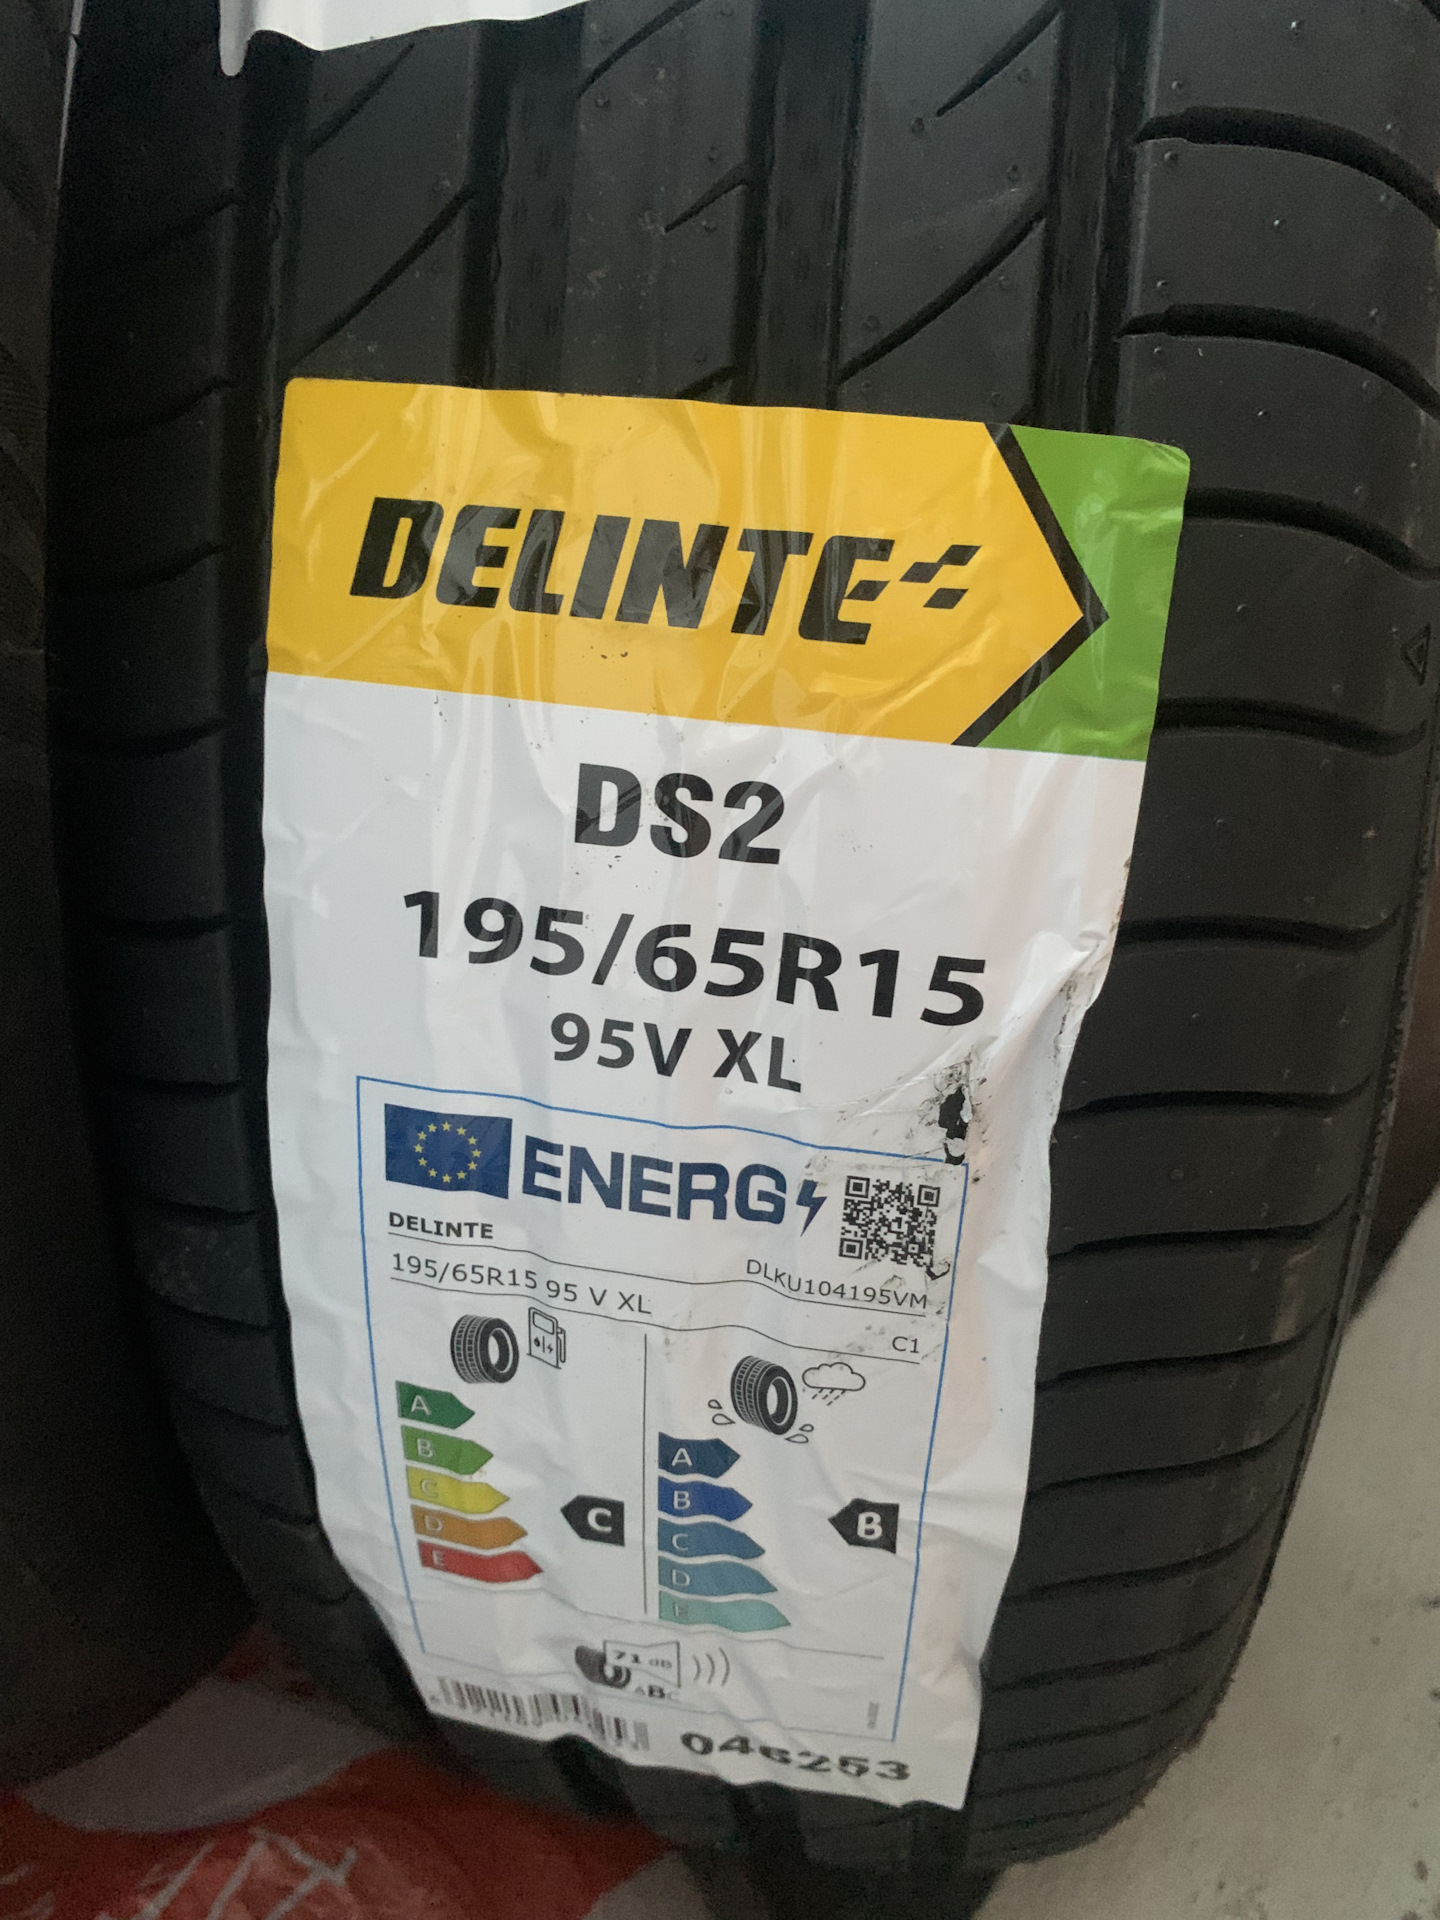 DELINTE
DS2
195/65R15
95V XL
ENERG
DELINTE
DLKU104195VM
195/65R15 95 V XL
C1
A
B
C
D
E
C
A
B
C
D
E
B
71 dB
ABC
046253